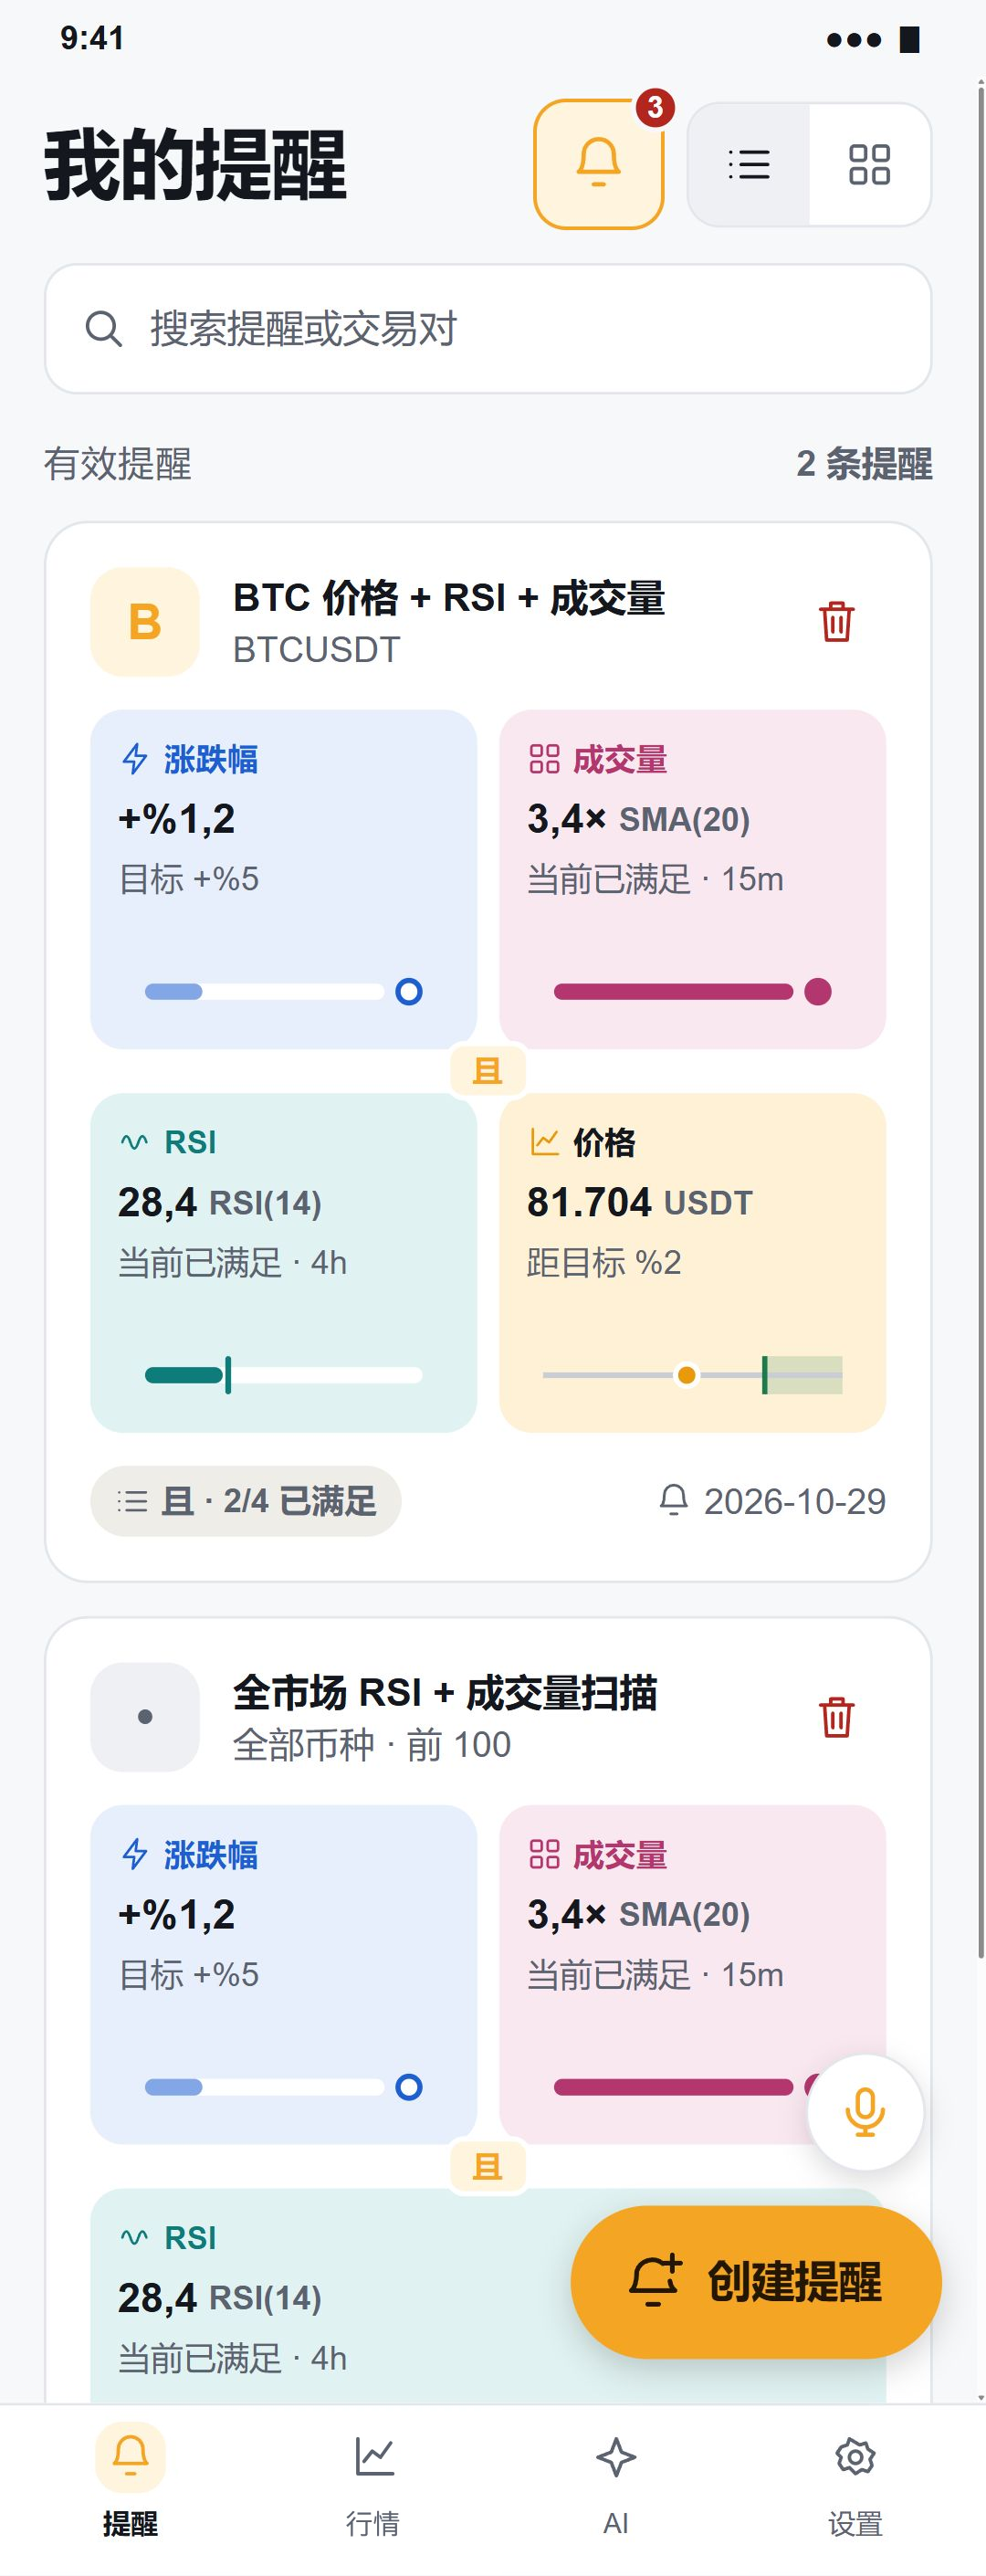 9:41
我的提醒
3
搜索提醒或交易对
有效提醒
2 条提醒
B
BTC 价格 + RSI + 成交量
BTCUSDT
涨跌幅
+%1,2
目标 +%5
成交量
3,4× SMA(20)
当前已满足 · 15m
且
RSI
28,4 RSI(14)
当前已满足 · 4h
价格
81.704 USDT
距目标 %2
且 · 2/4 已满足
2026-10-29
全市场 RSI + 成交量扫描
全部币种 · 前 100
涨跌幅
+%1,2
目标 +%5
成交量
3,4× SMA(20)
当前已满足 · 15m
且
RSI
28,4 RSI(14)
当前已满足 · 4h
创建提醒
提醒
行情
AI
设置